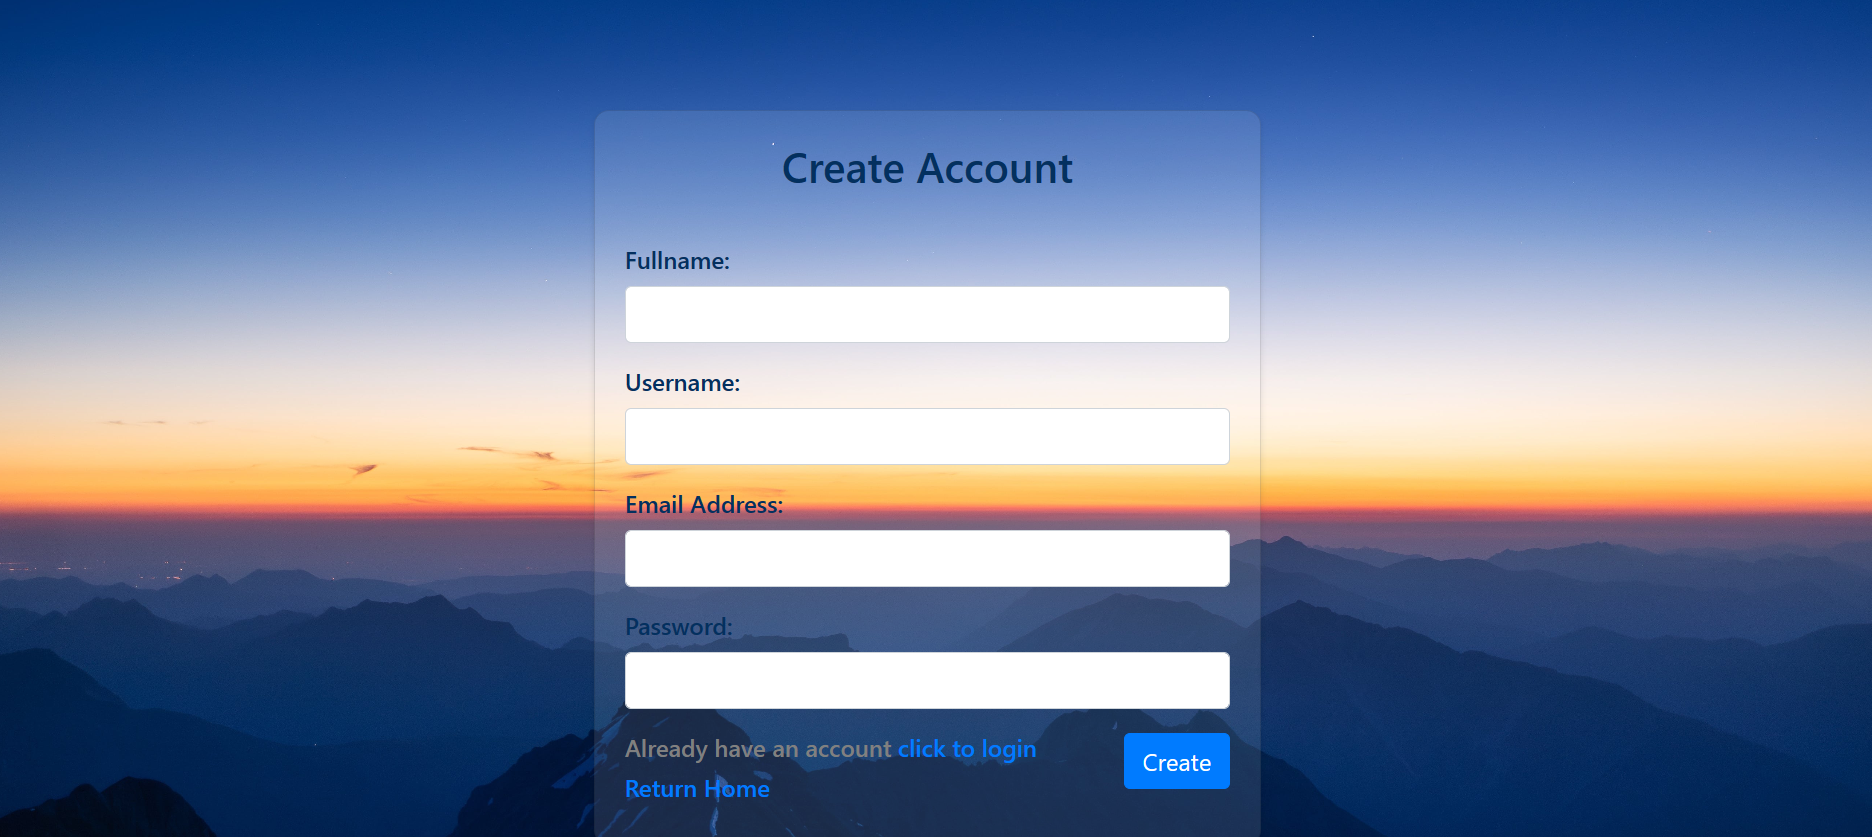 Create Account
Fullname:
Username:
Email Address:
Password:
Already have an account click to login
Create
Return Home